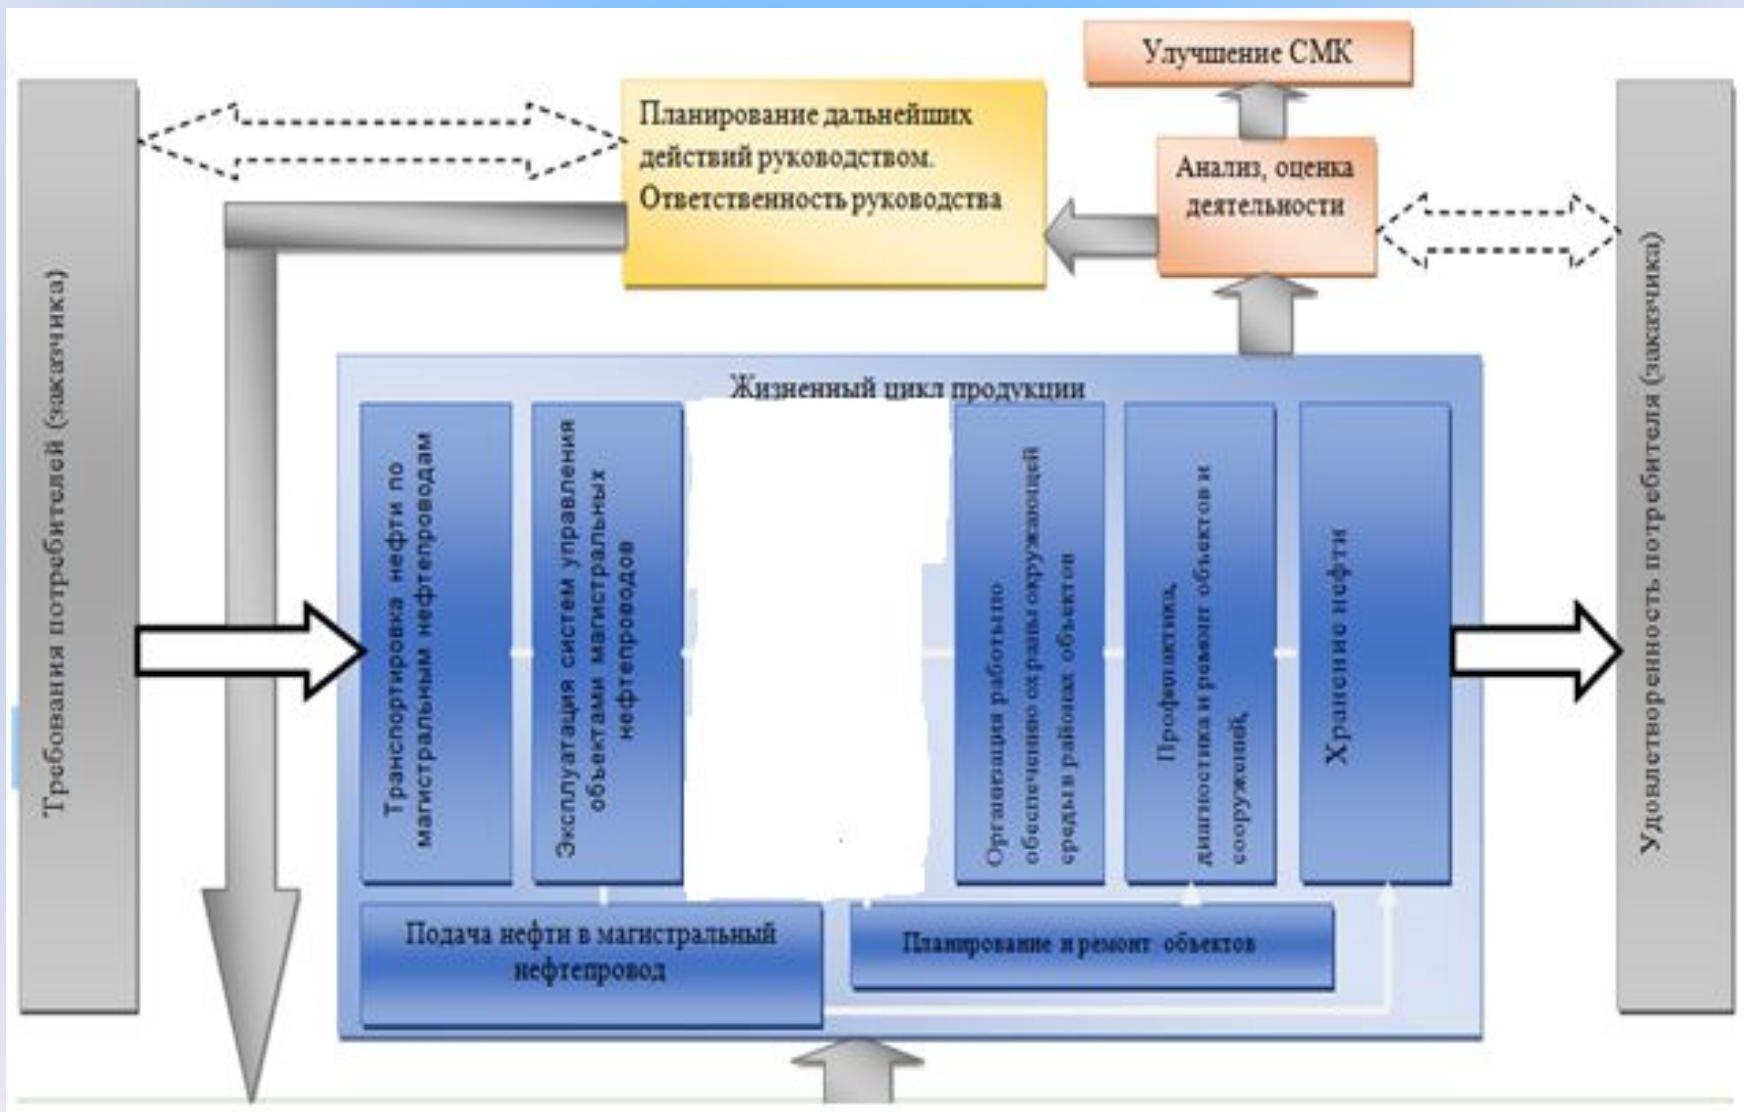 Улучшение СМК
Планирование дальнейших
действий руководством.
Ответственность руководства
Анализ, оценка
деятельности
Требования потребителей (заказчика)
Жизненный цикл продукции
Транспортировка нефти по
магистральным нефтепроводам
Эксплуатация систем управления
объектами магистральных
нефтепроводов
Организация работы по
обеспечению охраны окружающей
среды в районах объектов
Профилактика,
диагностика и ремонт объектов и
сооружений,
Хранение нефти
Подача нефти в магистральный
нефтепровод
Планирование и ремонт объектов
Удовлетворенность потребителя (заказчика)